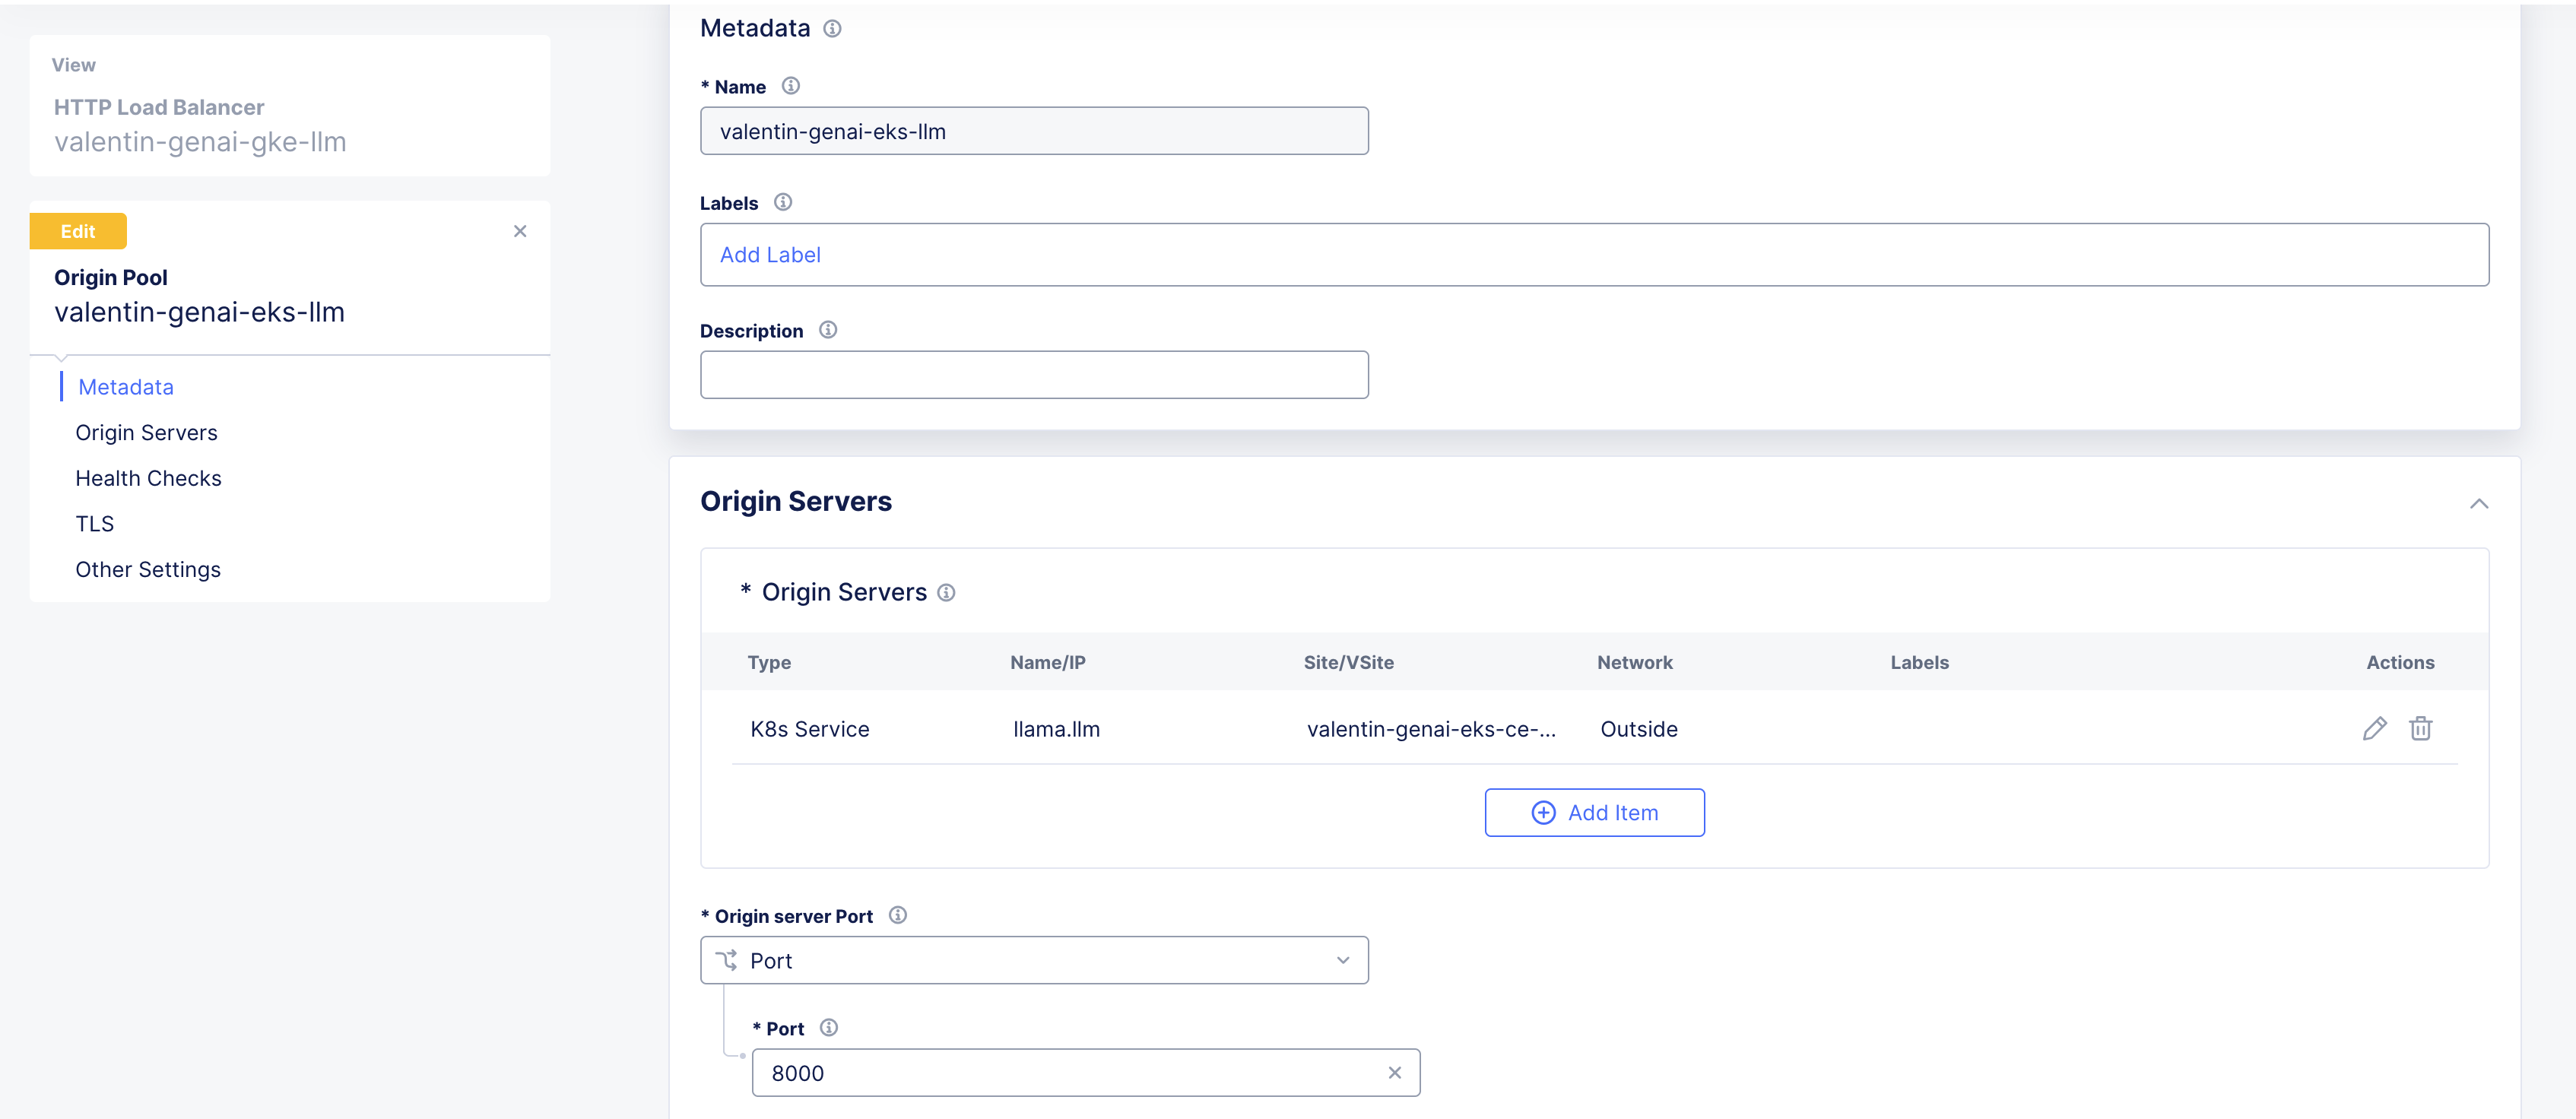 View
HTTP Load Balancer
valentin-genai-gke-llm
Edit
Origin Pool
valentin-genai-eks-llm
Metadata
Origin Servers
Health Checks
TLS
Other Settings
Metadata
* Name
valentin-genai-eks-llm
Labels
Add Label
Description
Origin Servers
* Origin Servers
Type Name/IP Site/VSite Network Labels Actions
K8s Service llama.llm valentin-genai-eks-ce-... Outside
Add Item
* Origin server Port
Port
* Port
8000